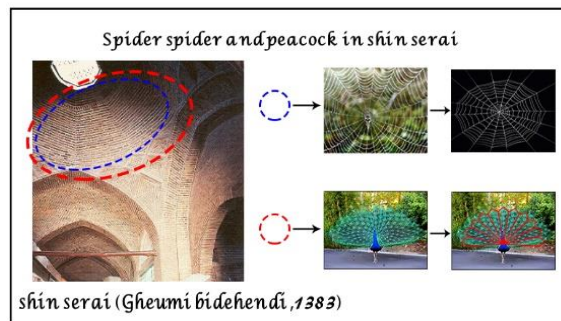 Spider spider and peacock in shin serai
shin serai (Gheumi bidehendi ,1383)